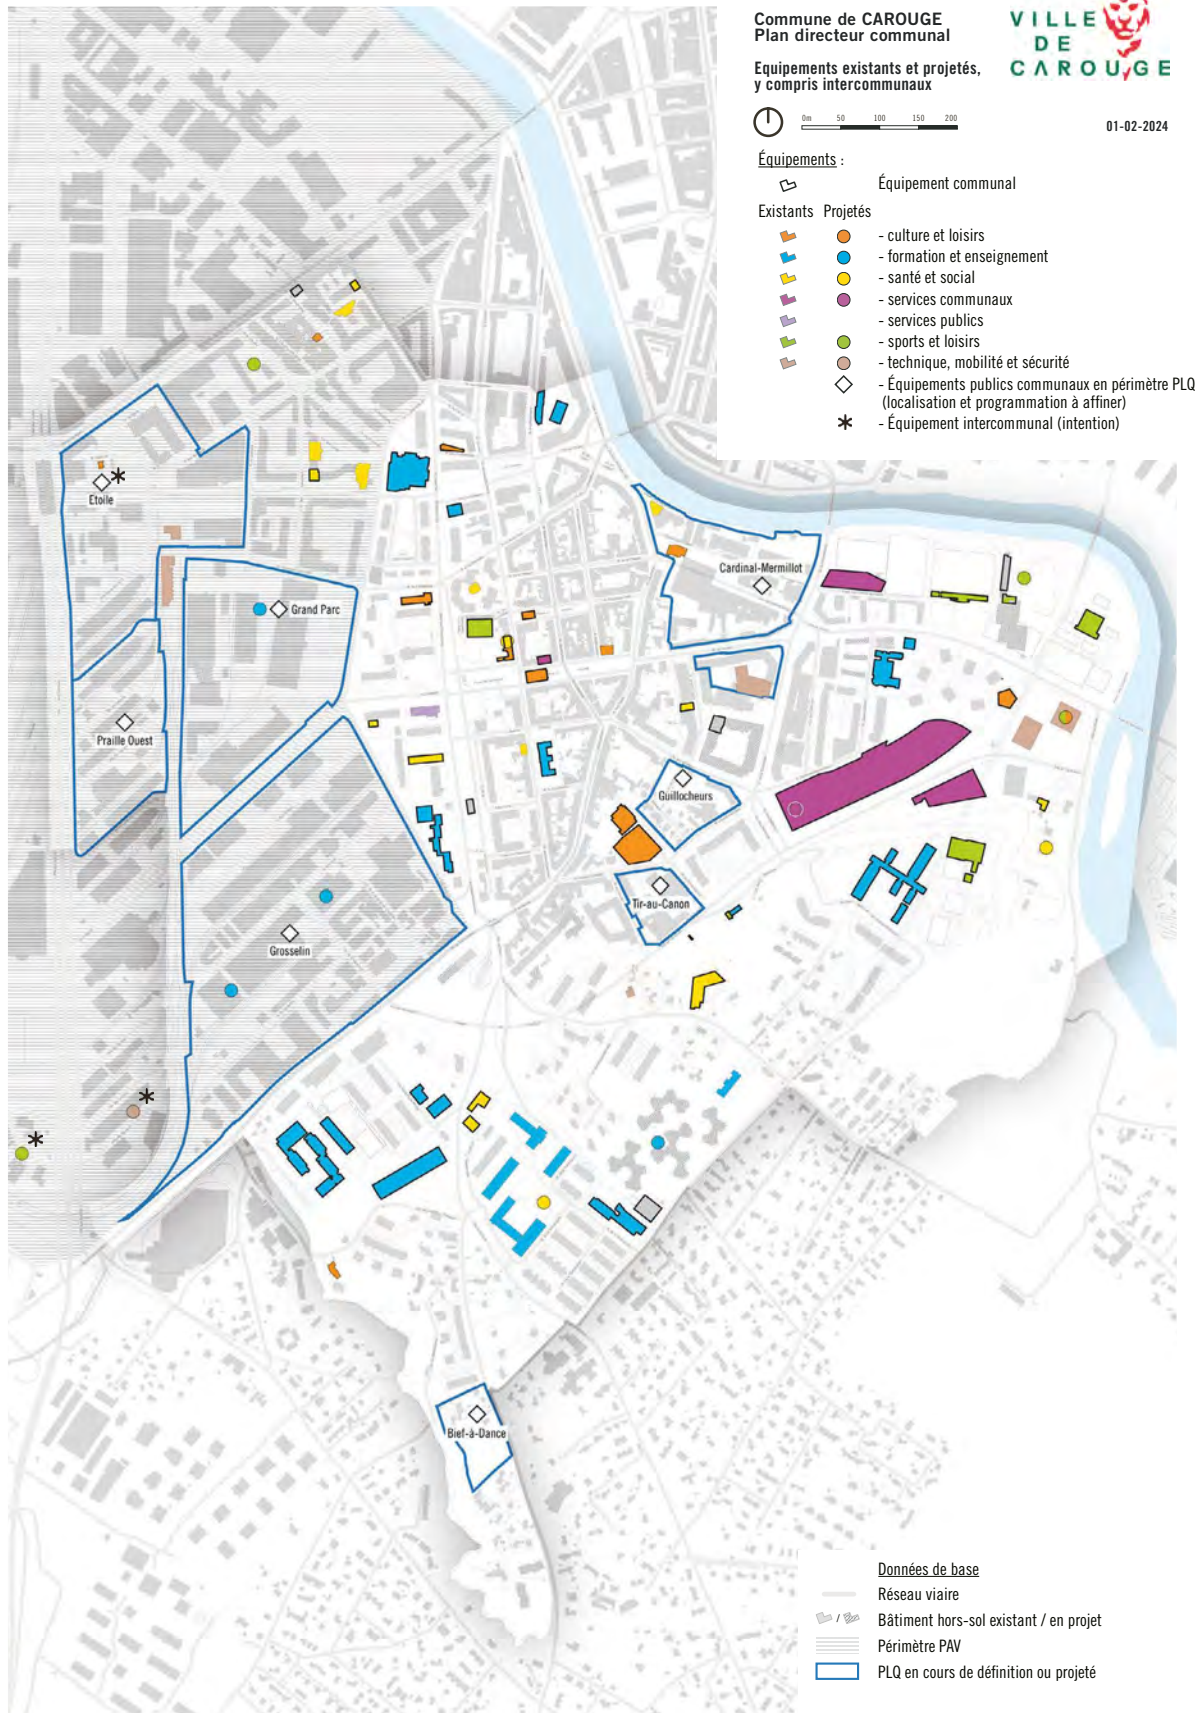 Commune de CAROUGE
Plan directeur communal
Equipements existants et projetés,
y compris intercommunaux
VILLE
DE
CAROUGE
0m 50 100 150 200
01-02-2024
Équipements :
Équipement communal
Existants Projetés
- culture et loisirs
- formation et enseignement
- santé et social
- services communaux
- services publics
- sports et loisirs
- technique, mobilité et sécurité
- Équipements publics communaux en périmètre PLQ
(localisation et programmation à affiner)
- Équipement intercommunal (intention)
Etoile
Cardinal-Mermillot
Grand Parc
Praille Ouest
Guillocheurs
Tir-au-Canon
Grosselin
Bief-à-Dance
Données de base
Réseau viaire
/
Bâtiment hors-sol existant / en projet
Périmètre PAV
PLQ en cours de définition ou projeté